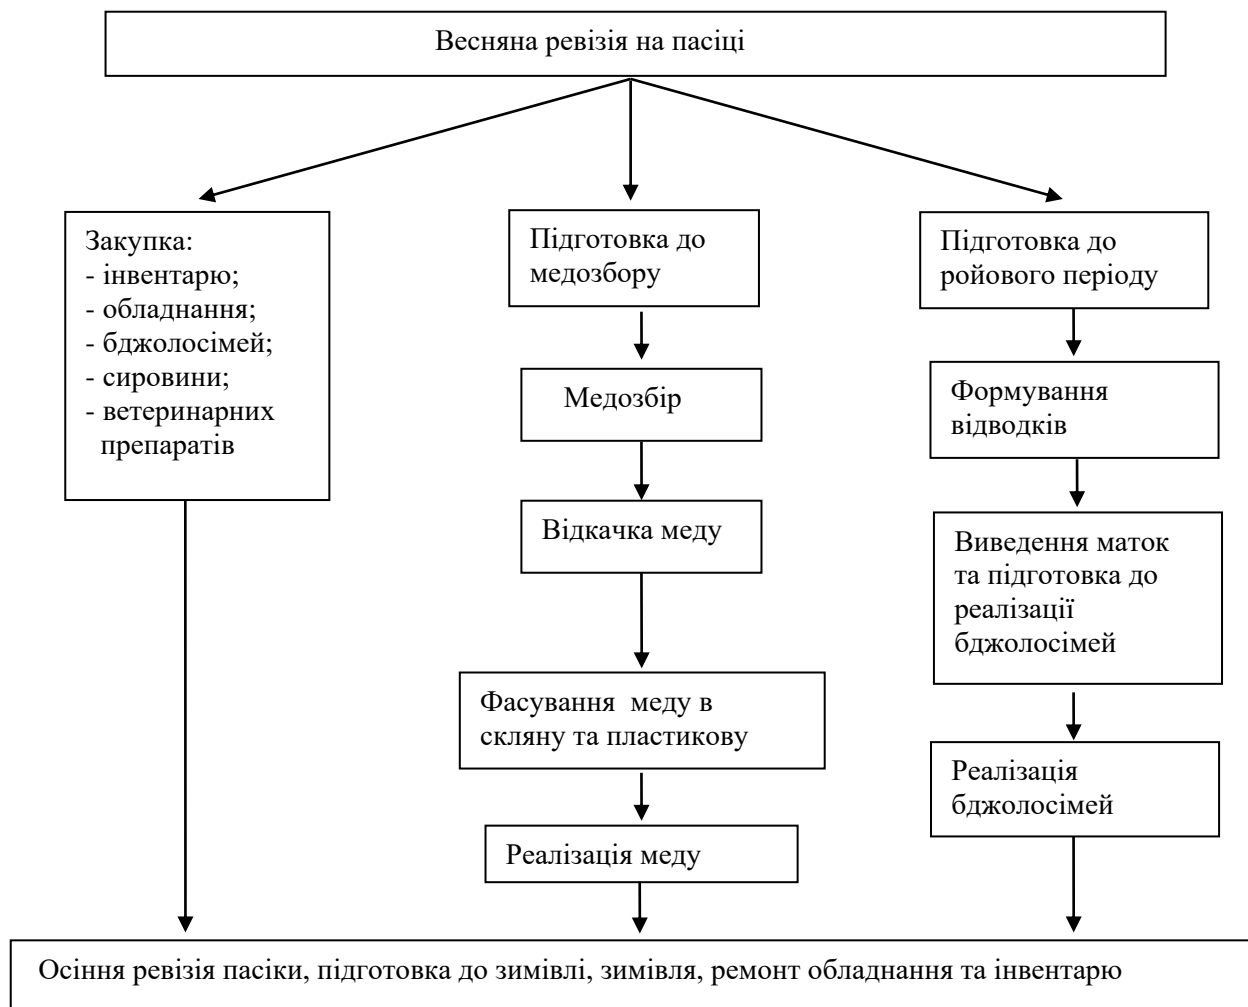 Весняна ревізія на пасіці
Закупка:
- інвентарю;
- обладнання;
- бджолосімей;
- сировини;
- ветеринарних
препаратів
Підготовка до
медозбору
Медозбір
Відкачка меду
Фасування меду в
скляну та пластикову
Реалізація меду
Підготовка до
ройового періоду
Формування
відводків
Виведення маток
та підготовка до
реалізації
бджолосімей
Реалізація
бджолосімей
Осіння ревізія пасіки, підготовка до зимівлі, зимівля, ремонт обладнання та інвентарю